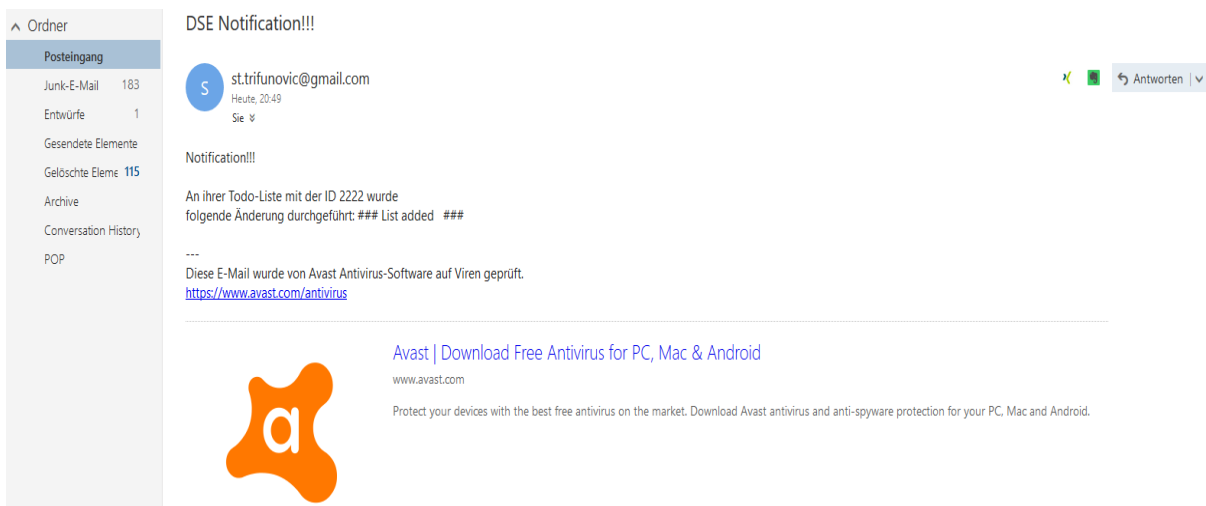 Ordner
Posteingang
Junk-E-Mail 183
Entwürfe 1
Gesendete Elemente
Gelöschte Eleme 115
Archive
Conversation History
POP
DSE Notification!!!
S
st.trifunovic@gmail.com
Heute, 20:49
Sie
Antworten
Notification!!!
An ihrer Todo-Liste mit der ID 2222 wurde
folgende Änderung durchgeführt: ### List added ###
---
Diese E-Mail wurde von Avast Antivirus-Software auf Viren geprüft.
https://www.avast.com/antivirus
Avast | Download Free Antivirus for PC, Mac & Android
www.avast.com
Protect your devices with the best free antivirus on the market. Download Avast antivirus and anti-spyware protection for your PC, Mac and Android.
a